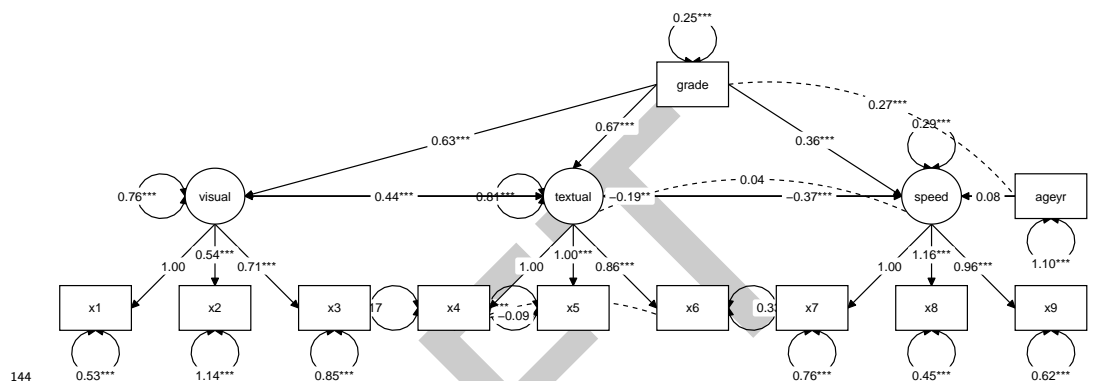 0.25***
grade
0.27***
0.67***
0.29***
0.63***
0.36***
0.04
0.76***
visual
0.44***
0.81***
textual
−0.19**
−0.37***
speed
0.08
ageyr
0.54***
1.00***
1.16***
1.00
0.71***
1.00
0.86***
1.00
0.96***
1.10***
x1
x2
x3
17
x4
***
−0.09
x5
x6
0.33
x7
x8
x9
144
0.53***
1.14***
0.85***
0.76***
0.45***
0.62***